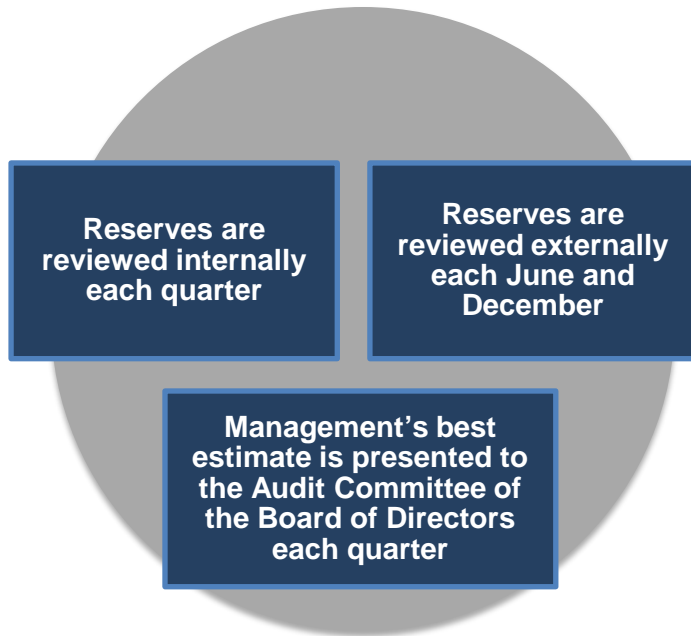 Reserves are
reviewed internally
each quarter
Reserves are
reviewed externally
each June and
December
Management’s best
estimate is presented to
the Audit Committee of
the Board of Directors
each quarter